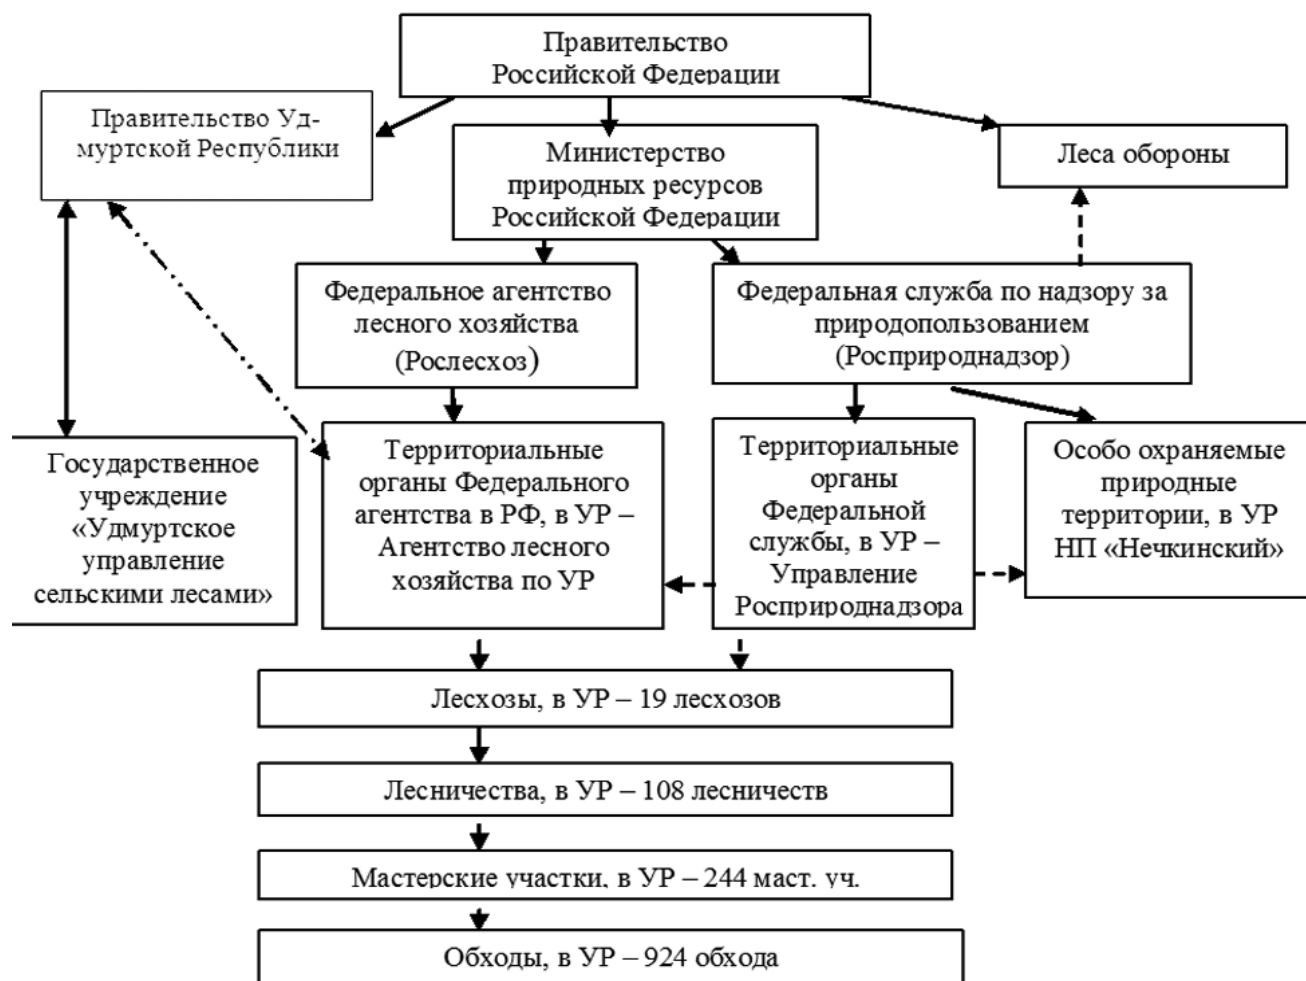 Правительство
Российской Федерации
Правительство Уд-
муртской Республики
Министерство
природных ресурсов
Российской Федерации
Леса обороны
Федеральное агентство
лесного хозяйства
(Рослесхоз)
Федеральная служба по надзору за
природопользованием
(Росприроднадзор)
Государственное
учреждение
«Удмуртское
управление
сельскими лесами»
Территориальные
органы Федерального
агентства в РФ, в УР –
Агентство лесного
хозяйства по УР
Территориальные
органы
Федеральной
службы, в УР –
Управление
Росприроднадзора
Особо охраняемые
природные
территории, в УР
НП «Нечкинский»
Лесхозы, в УР – 19 лесхозов
Лесничества, в УР – 108 лесничеств
Мастерские участки, в УР – 244 маст. уч.
Обходы, в УР – 924 обхода